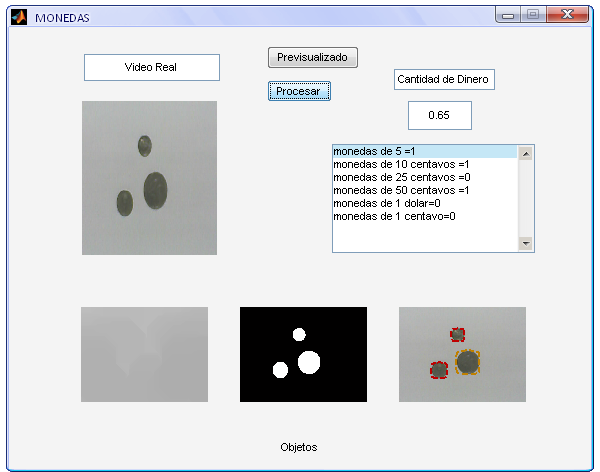 MONEDAS
Video Real
Previsualizado
Procesar
Cantidad de Dinero
0.65
monedas de 5 =1
monedas de 10 centavos =1
monedas de 25 centavos =0
monedas de 50 centavos =1
monedas de 1 dolar=0
monedas de 1 centavo=0
Objetos